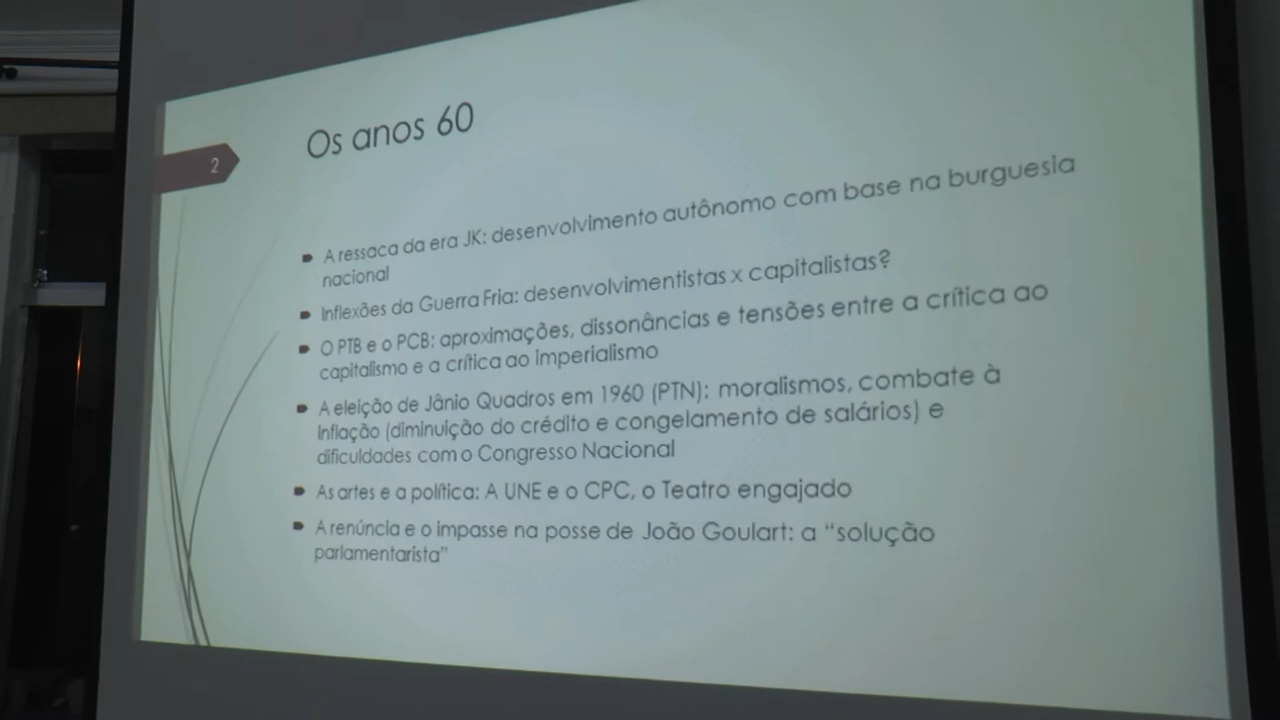 Os anos 60
2
A ressaca da era JK: desenvolvimento autônomo com base na burguesia
nacional
Inflexões da Guerra Fria: desenvolvimentistas x capitalistas?
O PTB e o PCB: aproximações, dissonâncias e tensões entre a crítica ao
capitalismo e a crítica ao imperialismo
A eleição de Jânio Quadros em 1960 (PTN): moralismos, combate à
inflação (diminuição do crédito e congelamento de salários) e
dificuldades com o Congresso Nacional
As artes e a política: A UNE e o CPC, o Teatro engajado
A renúncia e o impasse na posse de João Goulart: a “solução
parlamentarista”